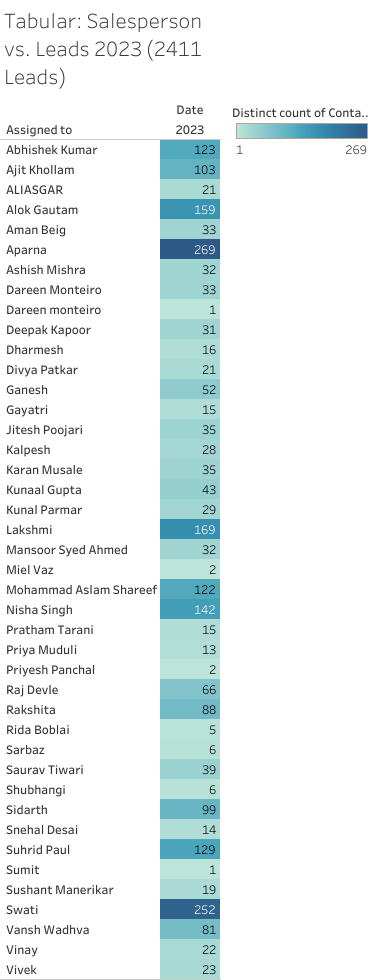 Tabular: Salesperson
vs. Leads 2023 (2411
Leads)
Date
Assigned to 2023
Distinct count of Conta..
1 269
Abhishek Kumar 123
Ajit Khollam 103
ALIASGAR 21
Alok Gautam 159
Aman Beig 33
Aparna 269
Ashish Mishra 32
Dareen Monteiro 33
Dareen monteiro 1
Deepak Kapoor 31
Dharmesh 16
Divya Patkar 21
Ganesh 52
Gayatri 15
Jitesh Poojari 35
Kalpesh 28
Karan Musale 35
Kunaal Gupta 43
Kunal Parmar 29
Lakshmi 169
Mansoor Syed Ahmed 32
Miel Vaz 2
Mohammad Aslam Shareef 122
Nisha Singh 142
Pratham Tarani 15
Priya Muduli 13
Priyesh Panchal 2
Raj Devle 66
Rakshita 88
Rida Boblai 5
Sarbaz 6
Saurav Tiwari 39
Shubhangi 6
Sidarth 99
Snehal Desai 14
Suhrid Paul 129
Sumit 1
Sushant Manerikar 19
Swati 252
Vansh Wadhva 81
Vinay 22
Vivek 23